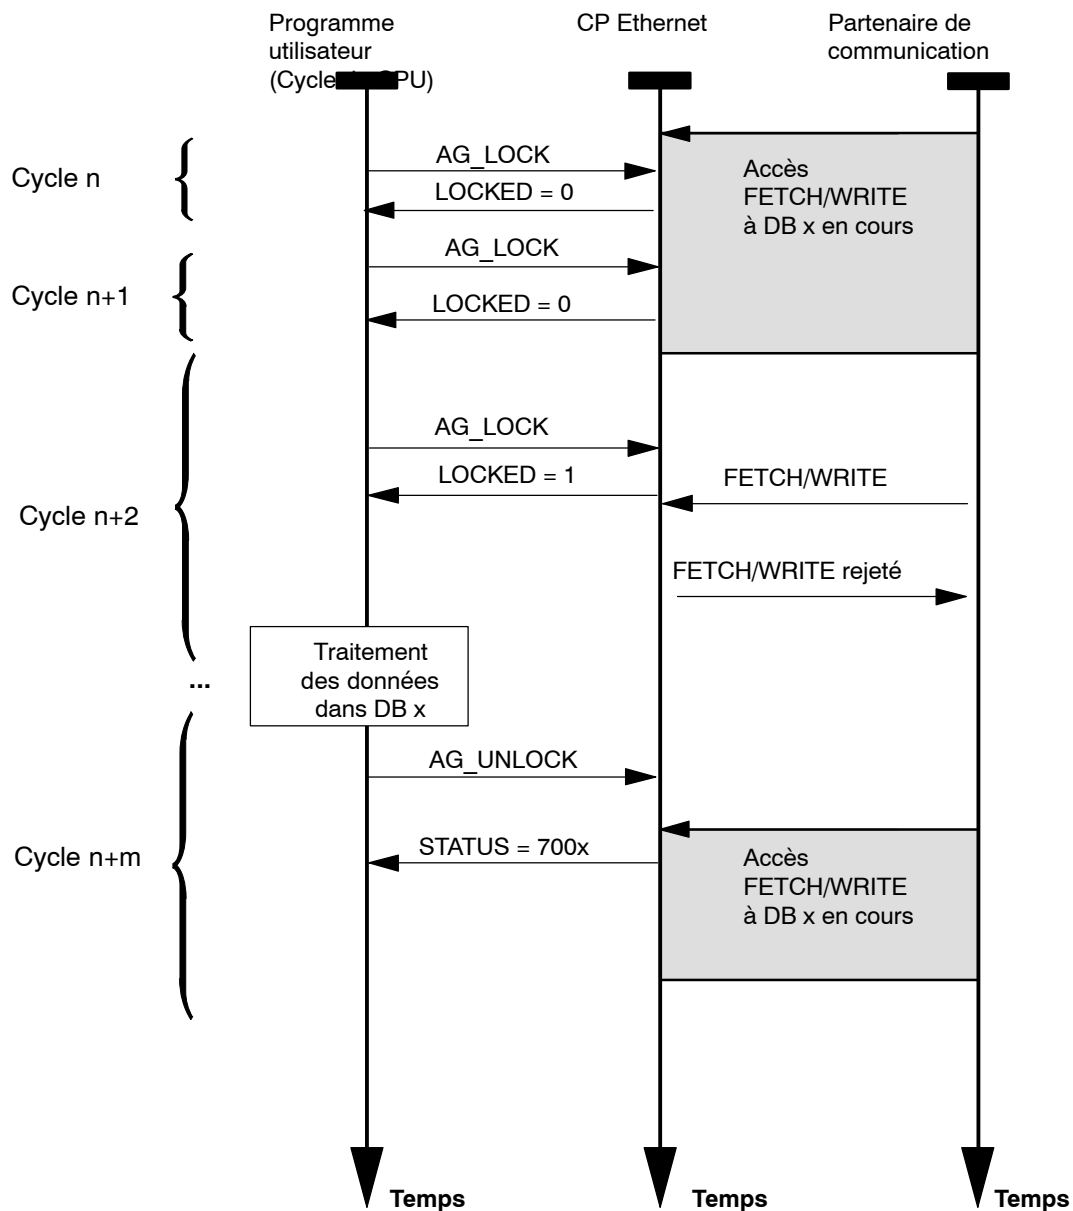 Programme
utilisateur
(Cycle PU)
CP Ethernet
Partenaire de
communication
Cycle n
AG_LOCK
LOCKED = 0
Accès
FETCH/WRITE
à DB x en cours
Cycle n+1
AG_LOCK
LOCKED = 0
Cycle n+2
AG_LOCK
LOCKED = 1
FETCH/WRITE
FETCH/WRITE rejeté
...
Traitement
des données
dans DB x
Cycle n+m
AG_UNLOCK
STATUS = 700x
Accès
FETCH/WRITE
à DB x en cours
Temps
Temps
Temps